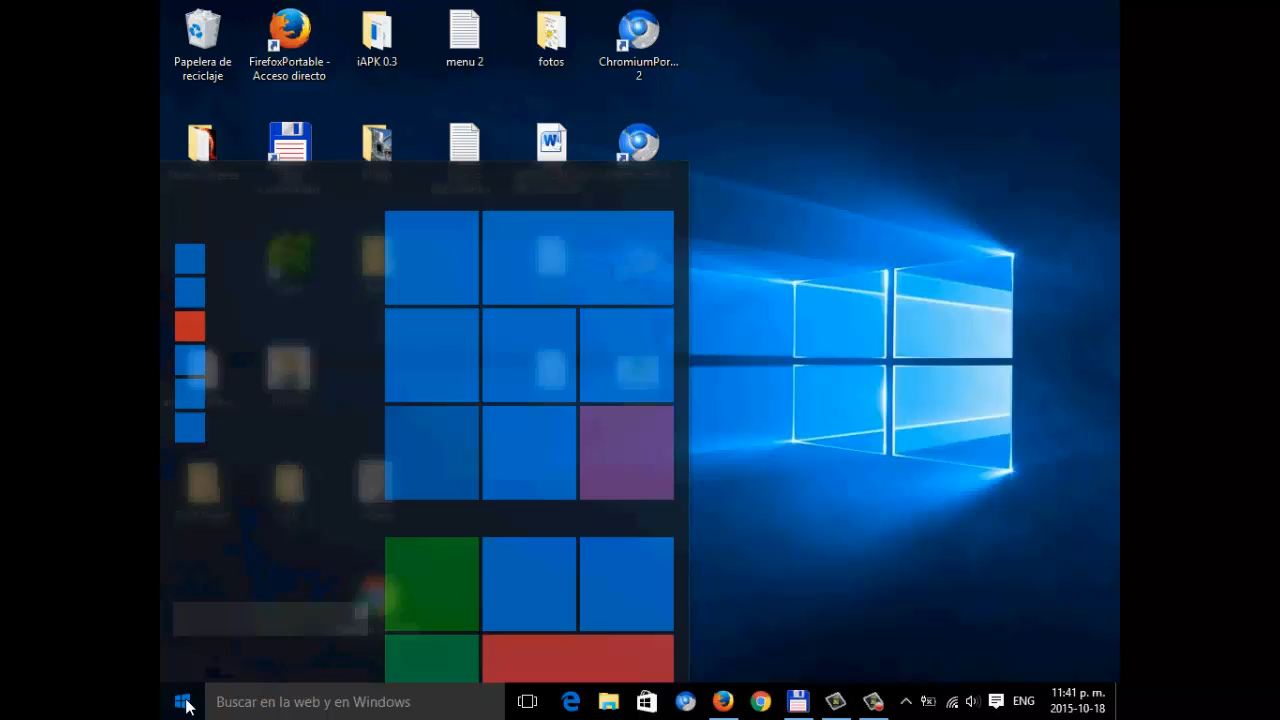 Papelera de
reciclaje
FirefoxPortable -
Acceso directo
iAPK 0.3
menu 2
fotos
ChromiumPor...
2
W
Buscar en la web y en Windows
ENG
11:41 p. m.
2015-10-18